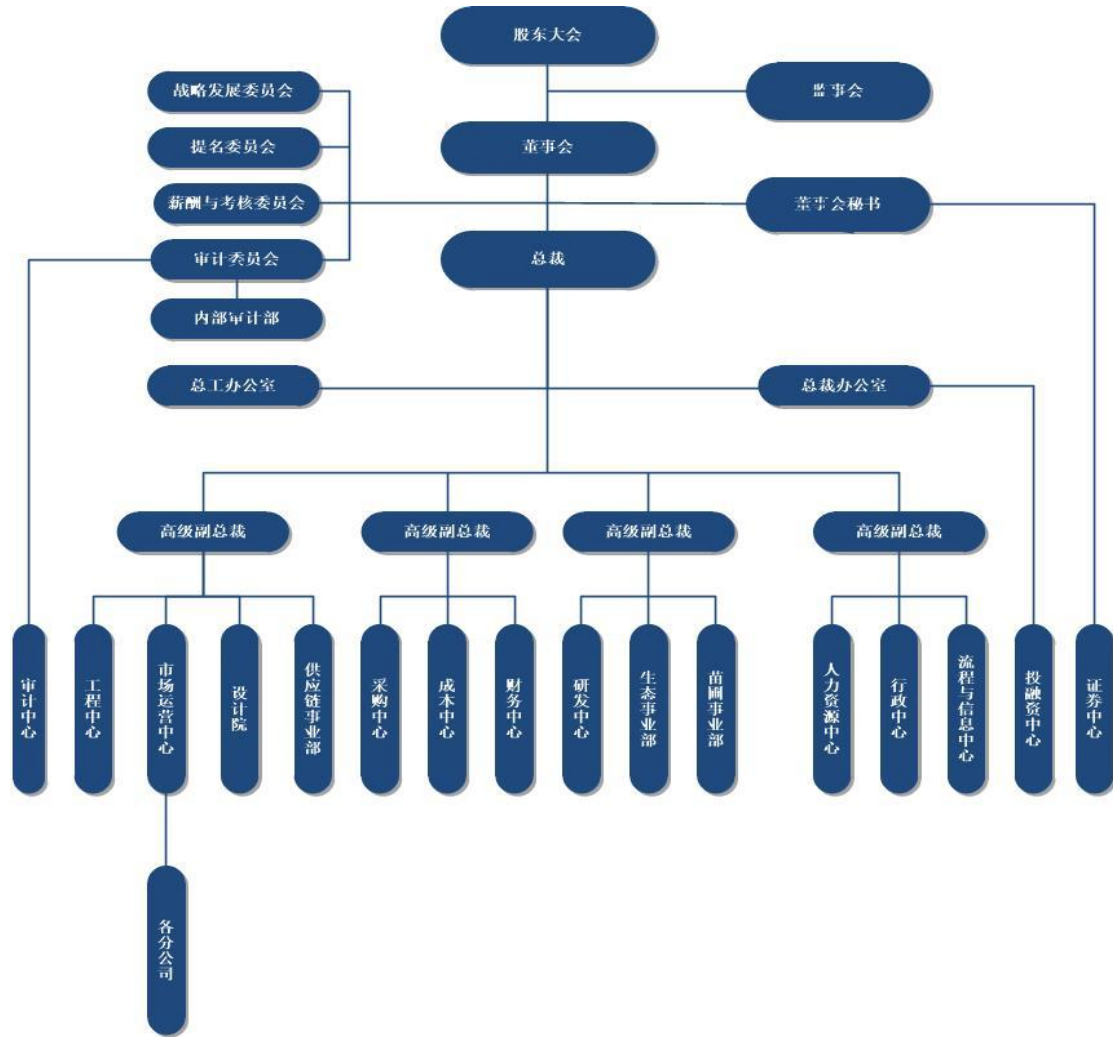 股东大会
战略发展委员会
监事会
提名委员会
董事会
薪酬与考核委员会
董事会秘书
审计委员会
总裁
内部审计部
总工办公室
总裁办公室
高级副总裁
高级副总裁
高级副总裁
高级副总裁
审计中心
工程中心
市场运营中心
设计院
供应链事业部
采购中心
成本中心
财务中心
研发中心
生态事业部
苗圃事业部
人力资源中心
行政中心
流程与信息中心
投融资中心
证券中心
各分公司